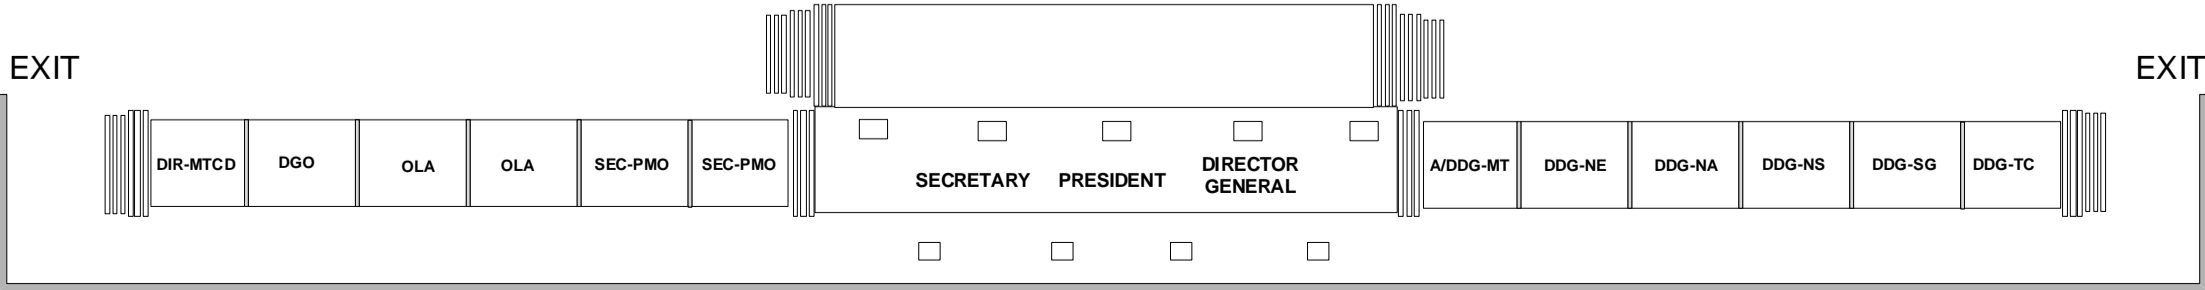 EXIT
EXIT
DIR-MTCD
DGO
OLA
OLA
SEC-PMO
SEC-PMO
SECRETARY
PRESIDENT
DIRECTOR
GENERAL
A/DDG-MT
DDG-NE
DDG-NA
DDG-NS
DDG-SG
DDG-TC